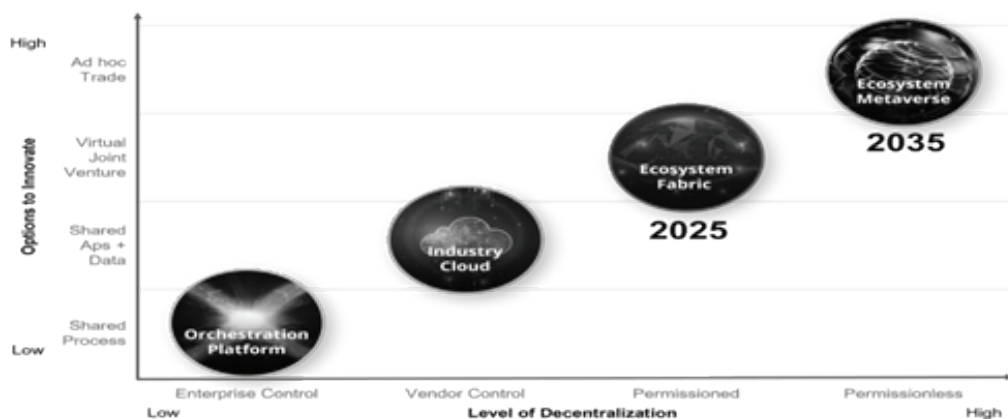 High
Ad hoc
Trade
Ecosystem
Metaverse
2035
Options to Innovate
Virtual
Joint
Venture
Ecosystem
Fabric
2025
Shared
Aps +
Data
Industry
Cloud
Shared
Process
Orchestration
Platform
Low
Enterprise Control
Vendor Control
Permissioned
Permissionless
Low
Level of Decentralization
High